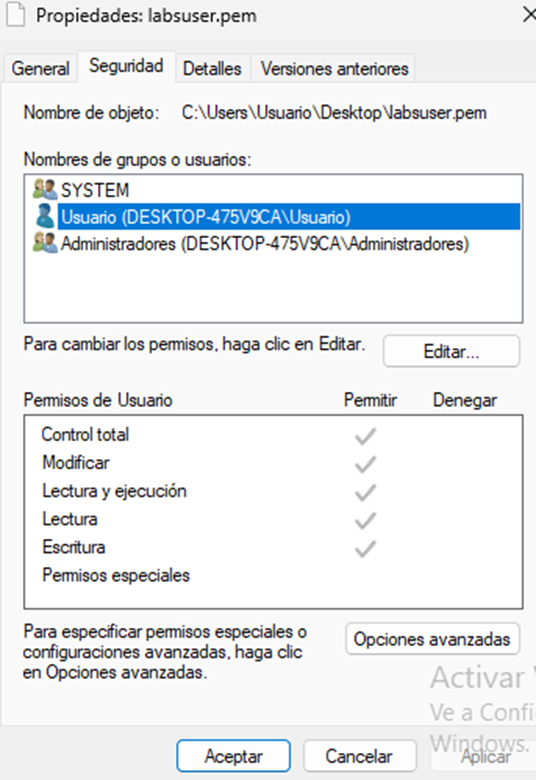 Propiedades: labsuser.pem
General Seguridad Detalles Versiones anteriores
Nombre de objeto: C:\Users\Usuario\Desktop\labsuser.pem
Nombres de grupos o usuarios:
SYSTEM
Usuario (DESKTOP-475V9CA\Usuario)
Administradores (DESKTOP-475V9CA\Administradores)
Para cambiar los permisos, haga clic en Editar. Editar...
Permisos de Usuario Permitir Denegar
Control total
Modificar
Lectura y ejecución
Lectura
Escritura
Permisos especiales
Para especificar permisos especiales o
configuraciones avanzadas, haga clic
en Opciones avanzadas.
Opciones avanzadas
Activar
Ve a Confi
Windows.
Aceptar Cancelar Aplicar